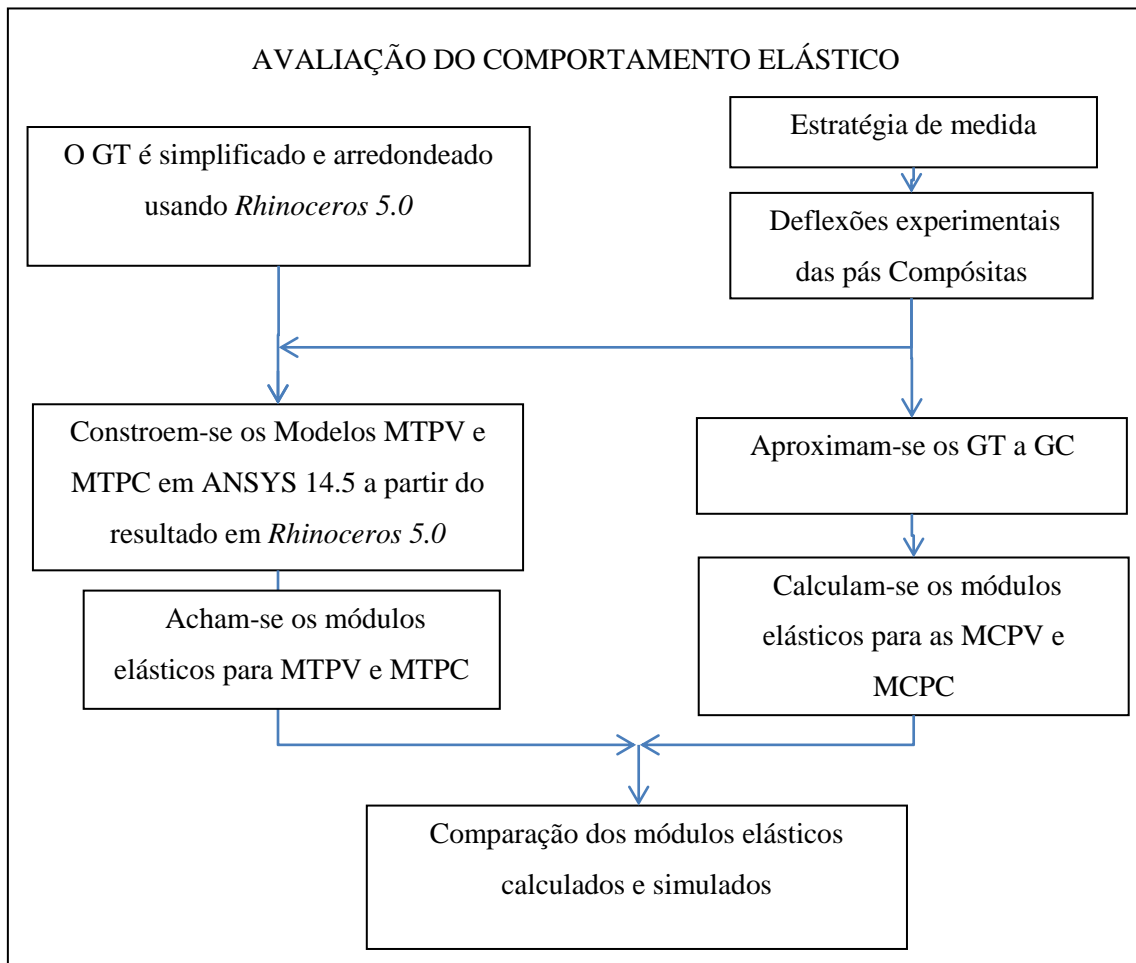 AVALIAÇÃO DO COMPORTAMENTO ELÁSTICO
O GT é simplificado e arredondeado
usando Rhinoceros 5.0
Estratégia de medida
Deflexões experimentais
das pás Compósitas
Constroem-se os Modelos MTPV e
MTPC em ANSYS 14.5 a partir do
resultado em Rhinoceros 5.0
Aproximam-se os GT a GC
Acham-se os módulos
elásticos para MTPV e MTPC
Calculam-se os módulos
elásticos para as MCPV e
MCPC
Comparação dos módulos elásticos
calculados e simulados